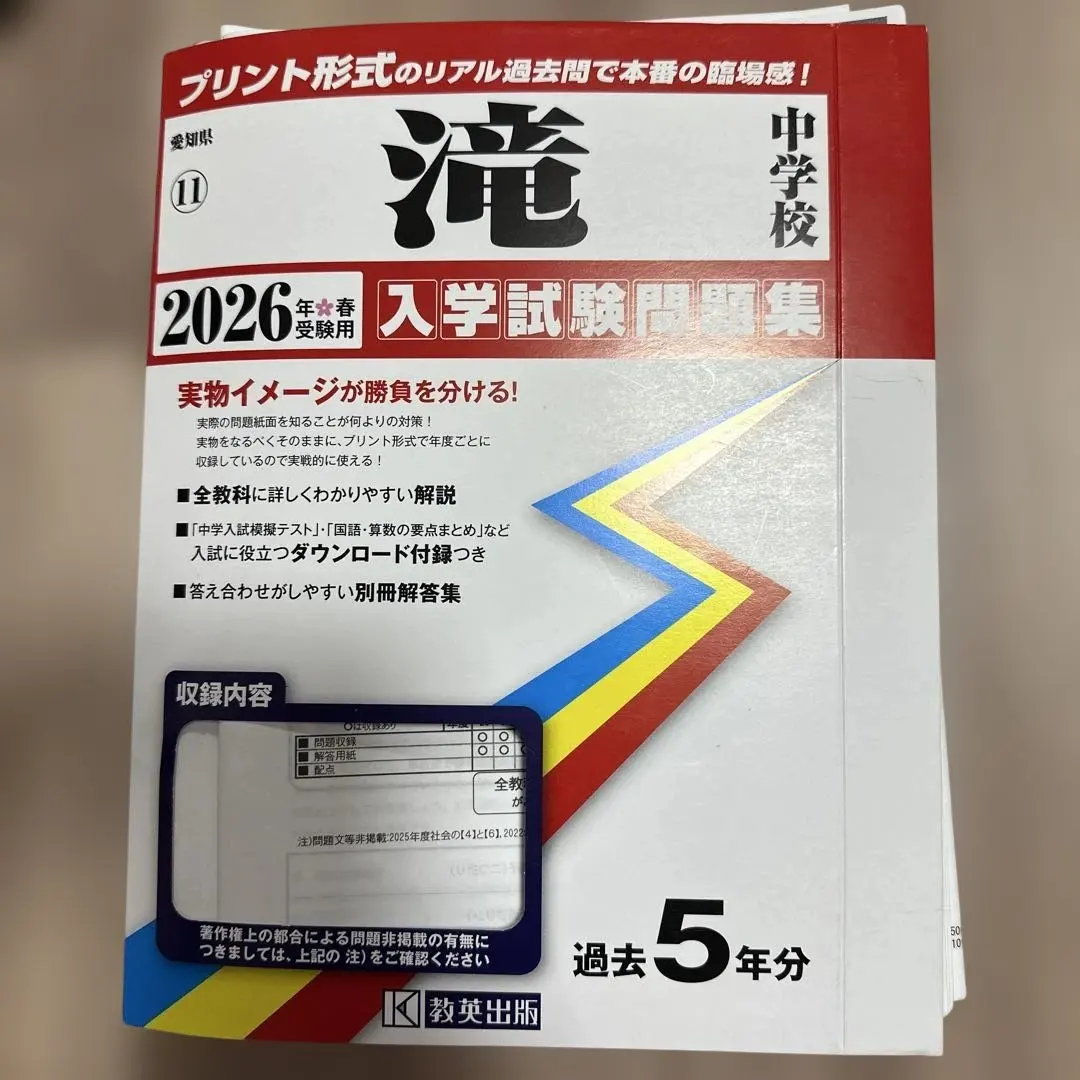 プリント形式のリアル過去問で本番の臨場感！
愛知県
11
滝
中学校
2026年春受験用
入学試験問題集
実物イメージが勝負を分ける！
実際の問題紙面を知ることが何よりの対策！
実物をなるべくそのままに、プリント形式で年度ごとに
収録しているので実戦的に使える！
■全教科に詳しくわかりやすい解説
■「中学入試模擬テスト」・「国語・算数の要点まとめ」など
入試に役立つダウンロード付録つき
■答え合わせがしやすい別冊解答集
収録内容
○は収録あり 年度
■問題収録 ○ ○
■解答用紙 ○ ○
■配点
全教
が
注)問題文等非掲載:2025年度社会の【4】と【6】,2022
著作権上の都合による問題非掲載の有無に
つきましては、上記の 注）をご確認ください
過去5年分
教英出版